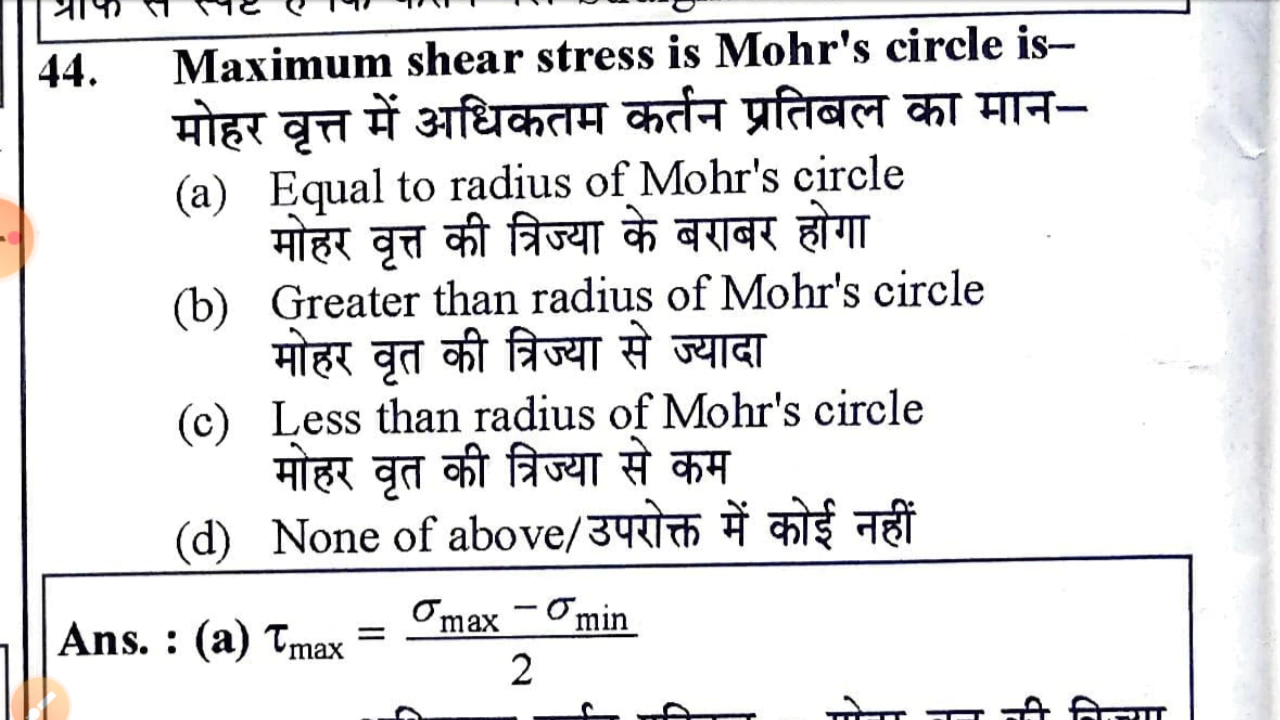 44. Maximum shear stress is Mohr's circle is–
मोहर वृत्त में अधिकतम कर्तन प्रतिबल का मान–
(a) Equal to radius of Mohr's circle
मोहर वृत्त की त्रिज्या के बराबर होगा
(b) Greater than radius of Mohr's circle
मोहर वृत की त्रिज्या से ज्यादा
(c) Less than radius of Mohr's circle
मोहर वृत की त्रिज्या से कम
(d) None of above/उपरोक्त में कोई नहीं
Ans. : (a) τmax = (σmax – σmin) / 2